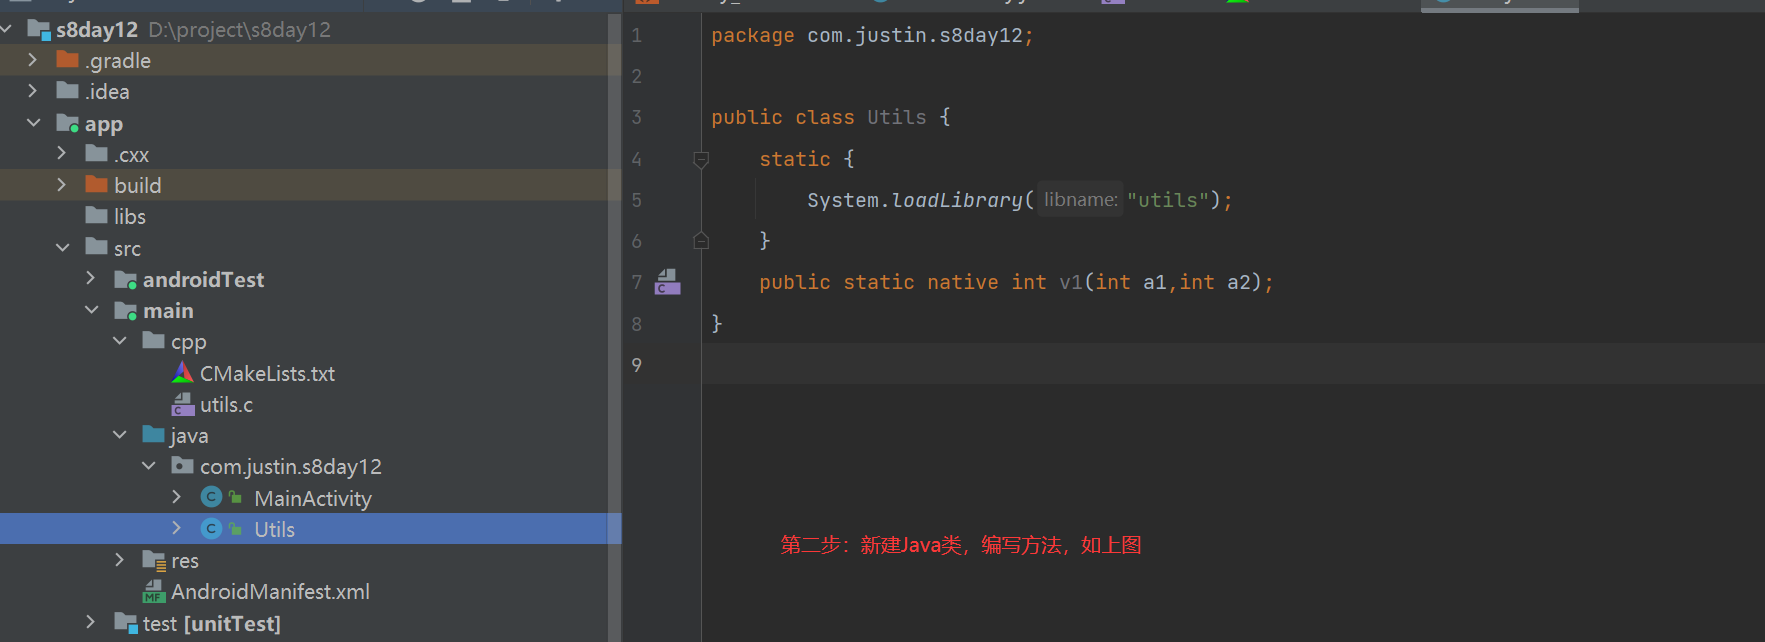 s8day12 D:\project\s8day12
.gradle
.idea
app
.cxx
build
libs
src
androidTest
main
cpp
CMakeLists.txt
utils.c
java
com.justin.s8day12
MainActivity
Utils
res
AndroidManifest.xml
test [unitTest]
1 package com.justin.s8day12;
2
3 public class Utils {
4 static {
5 System.loadLibrary( libname: "utils");
6 }
7 public static native int v1(int a1,int a2);
8 }
9
第二步：新建Java类，编写方法，如上图